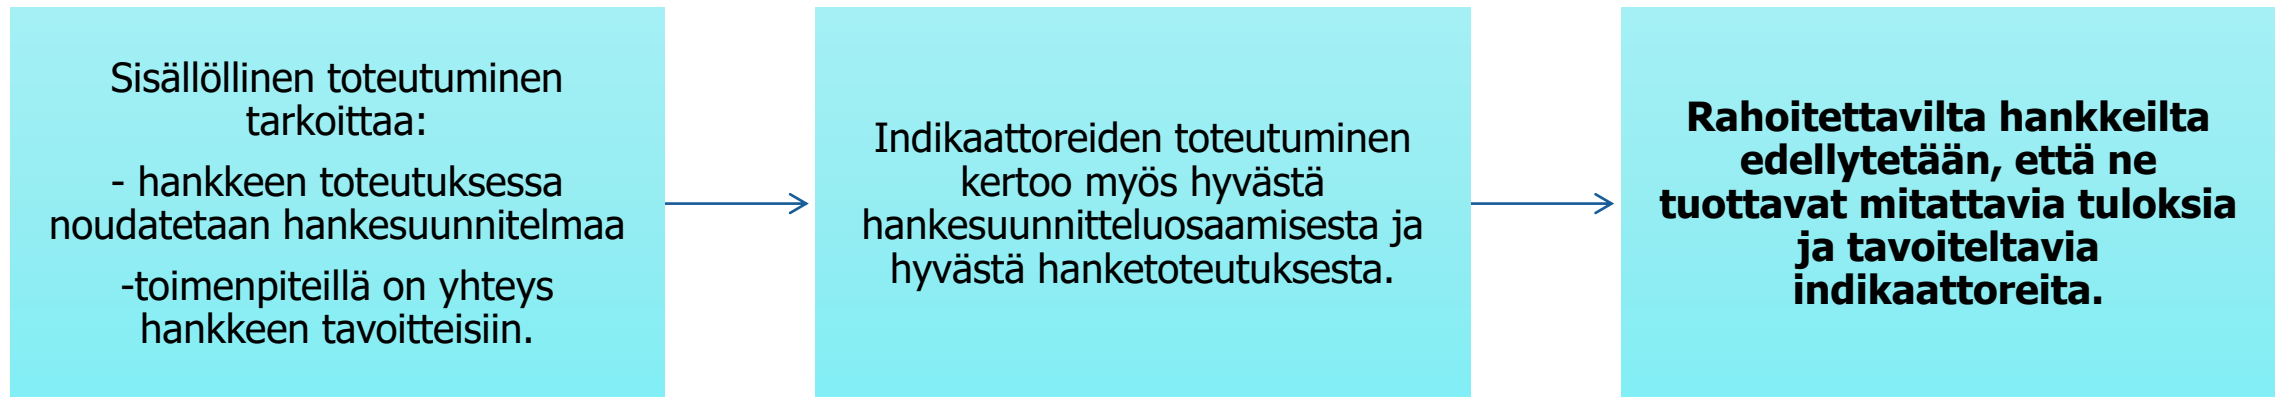 Sisällöllinen toteutuminen
tarkoittaa:
- hankkeen toteutuksessa
noudatetaan hankesuunnitelmaa
-toimenpiteillä on yhteys
hankkeen tavoitteisiin.
Indikaattoreiden toteutuminen
kertoo myös hyvästä
hankesuunnitteluosaamisesta ja
hyvästä hanketoteutuksesta.
Rahoitettavilta hankkeilta
edellytetään, että ne
tuottavat mitattavia tuloksia
ja tavoiteltavia
indikaattoreita.